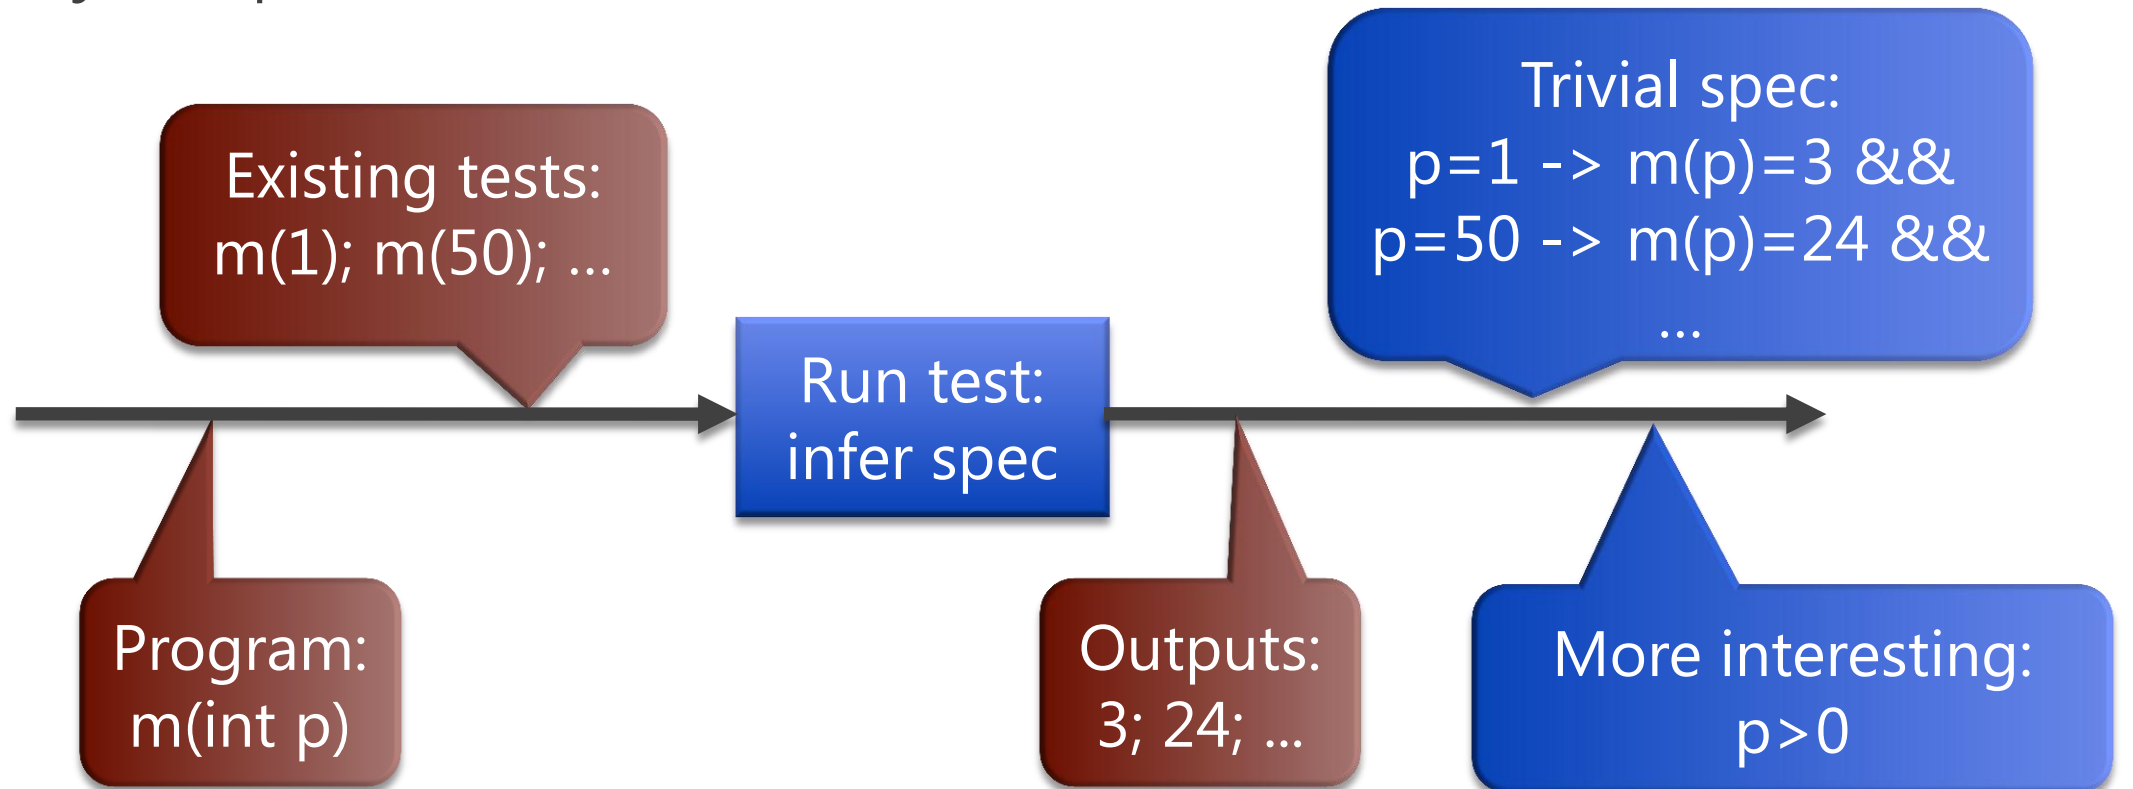 Existing tests:
m(1); m(50); ...
Trivial spec:
p=1 -> m(p)=3 &&
p=50 -> m(p)=24 &&
...
Run test:
infer spec
Program:
m(int p)
Outputs:
3; 24; ...
More interesting:
p>0